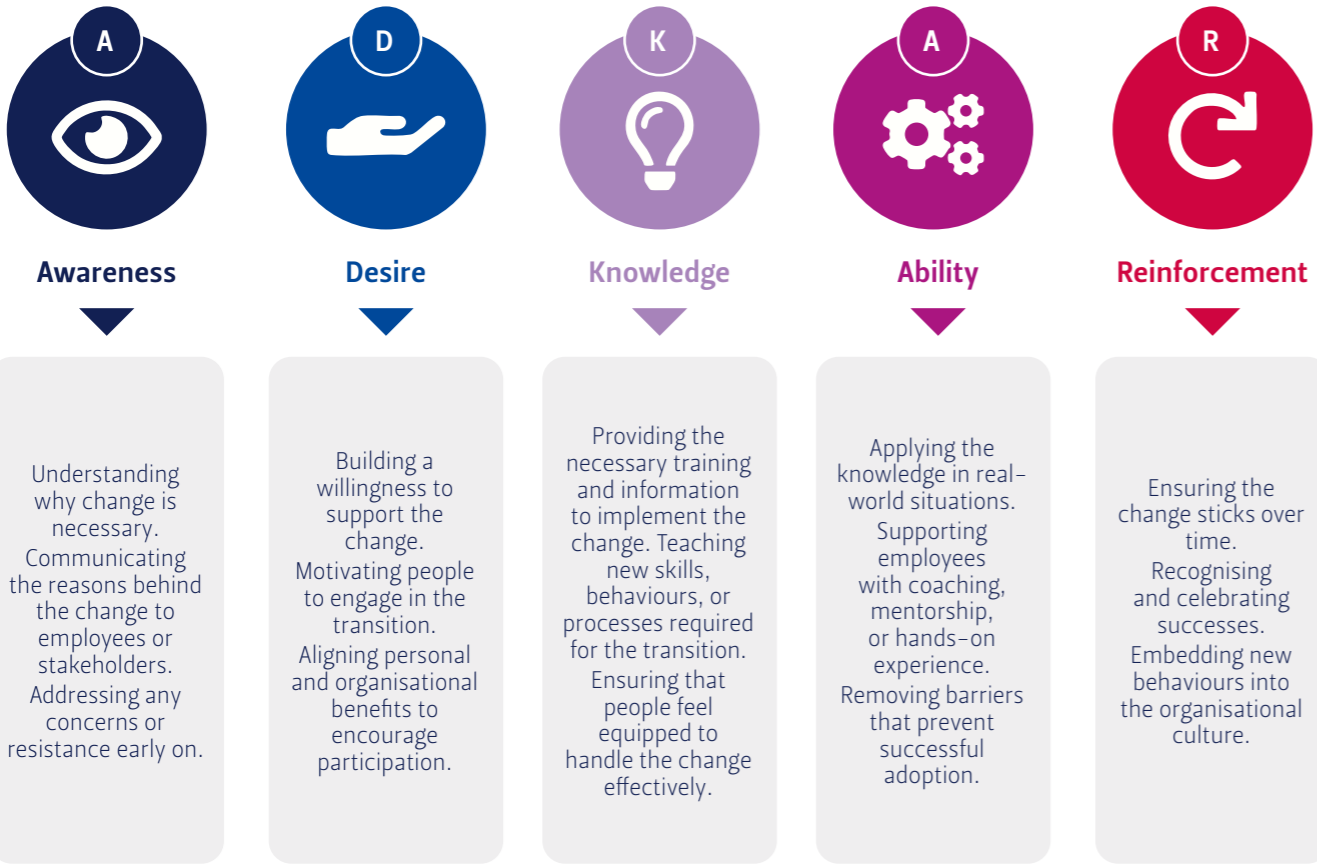 A
D
K
A
R
Awareness
Desire
Knowledge
Ability
Reinforcement
Understanding
why change is
necessary.
Communicating
the reasons behind
the change to
employees or
stakeholders.
Addressing any
concerns or
resistance early on.
Building a
willingness to
support the
change.
Motivating people
to engage in the
transition.
Aligning personal
and organisational
benefits to
encourage
participation.
Providing the
necessary training
and information
to implement the
change. Teaching
new skills,
behaviours, or
processes required
for the transition.
Ensuring that
people feel
equipped to
handle the change
effectively.
Applying the
knowledge in real-
world situations.
Supporting
employees
with coaching,
mentorship,
or hands-on
experience.
Removing barriers
that prevent
successful
adoption.
Ensuring the
change sticks over
time.
Recognising
and celebrating
successes.
Embedding new
behaviours into
the organisational
culture.